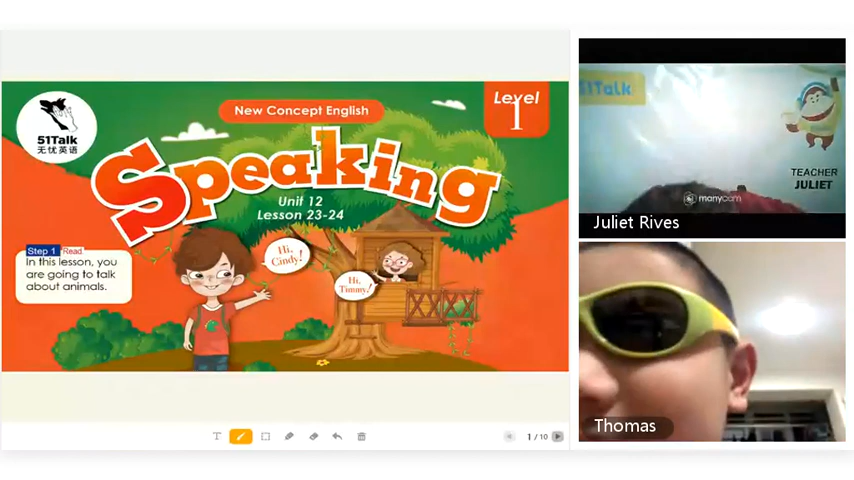 51Talk
无忧英语
New Concept English
Level
1
Speaking
Unit 12
Lesson 23-24
Step 1 Read
In this lesson, you
are going to talk
about animals.
Hi,
Cindy!
Hi,
Timmy!
T
1 / 10
51Talk
TEACHER
JULIET
manycam
Juliet Rives
Thomas